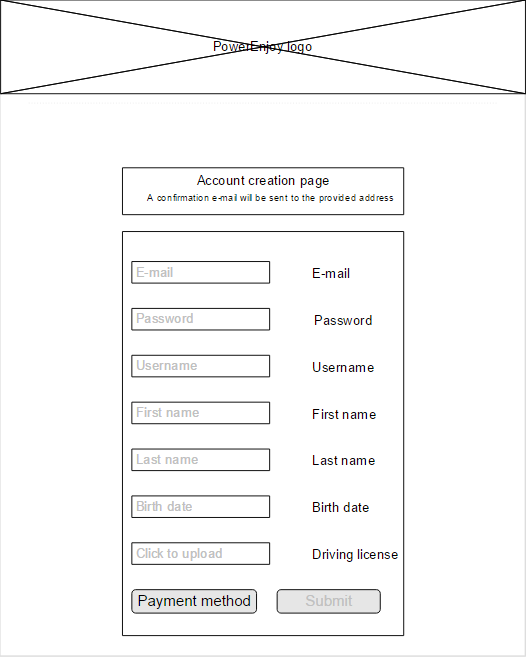 PowerEnjoy logo
Account creation page
A confirmation e-mail will be sent to the provided address
E-mail E-mail
Password Password
Username Username
First name First name
Last name Last name
Birth date Birth date
Click to upload Driving license
Payment method Submit